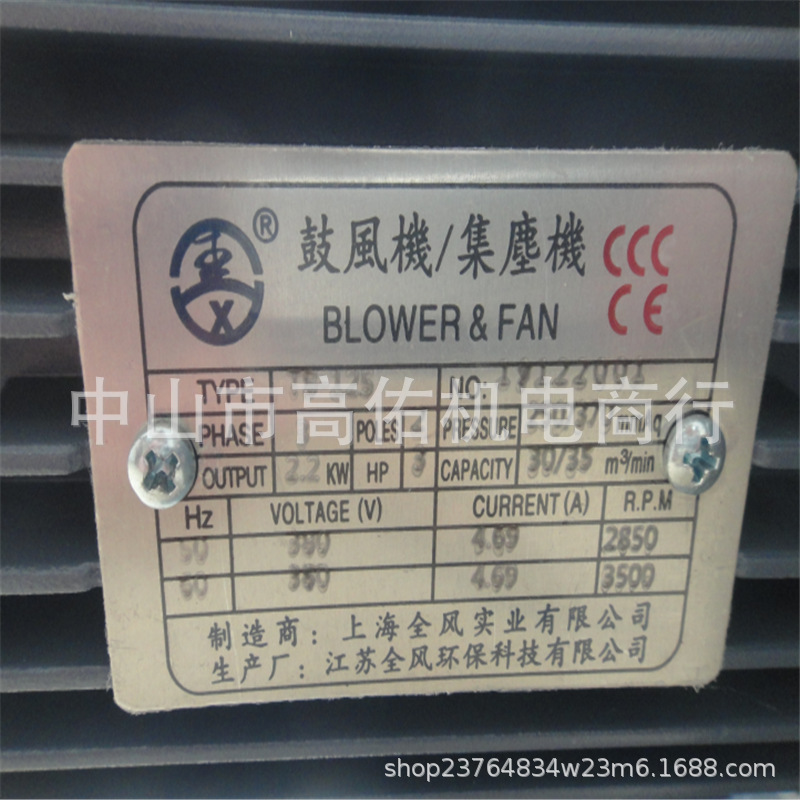 ® 鼓風機/集塵機 CCC
BLOWER & FAN CE
X
TYPE NO.
中山市高佑机电商行
PHASE POLES PRESSURE
OUTPUT 2.2 KW HP 3 CAPACITY 30/35 m³/min
Hz VOLTAGE (V) CURRENT (A) R.P.M
50 380 4.69 2850
60 380 4.69 3500
制造商：上海全风实业有限公司
生产厂：江苏全风环保科技有限公司
shop23764834w23m6.1688.com